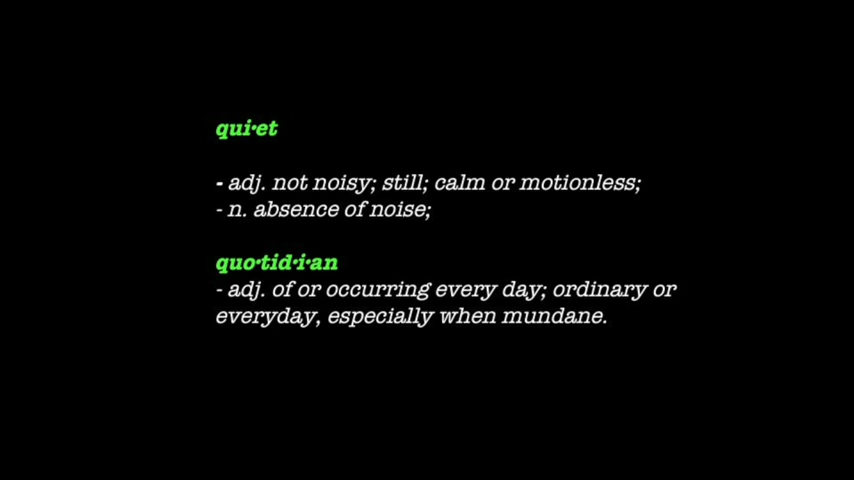 qui·et
- adj. not noisy; still; calm or motionless;
- n. absence of noise;
quo·tid·i·an
- adj. of or occurring every day; ordinary or
everyday, especially when mundane.